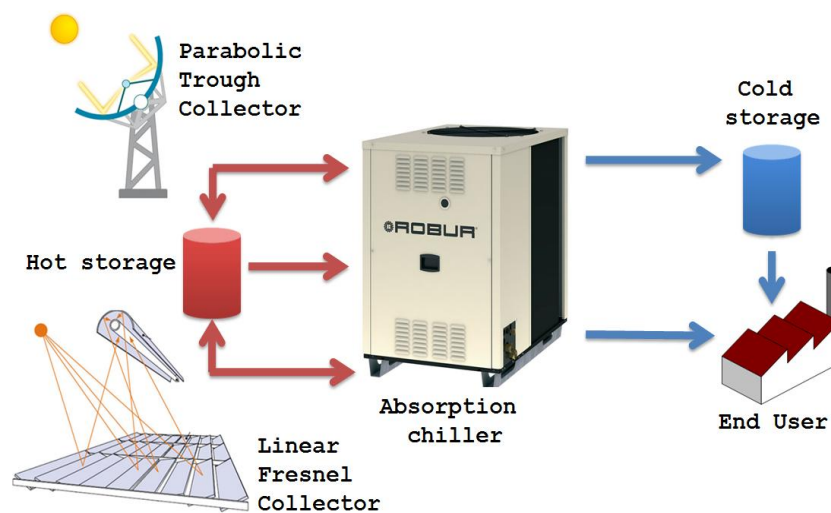 Parabolic
Trough
Collector
Cold
storage
ROBUR
Hot storage
Absorption
chiller
End User
Linear
Fresnel
Collector